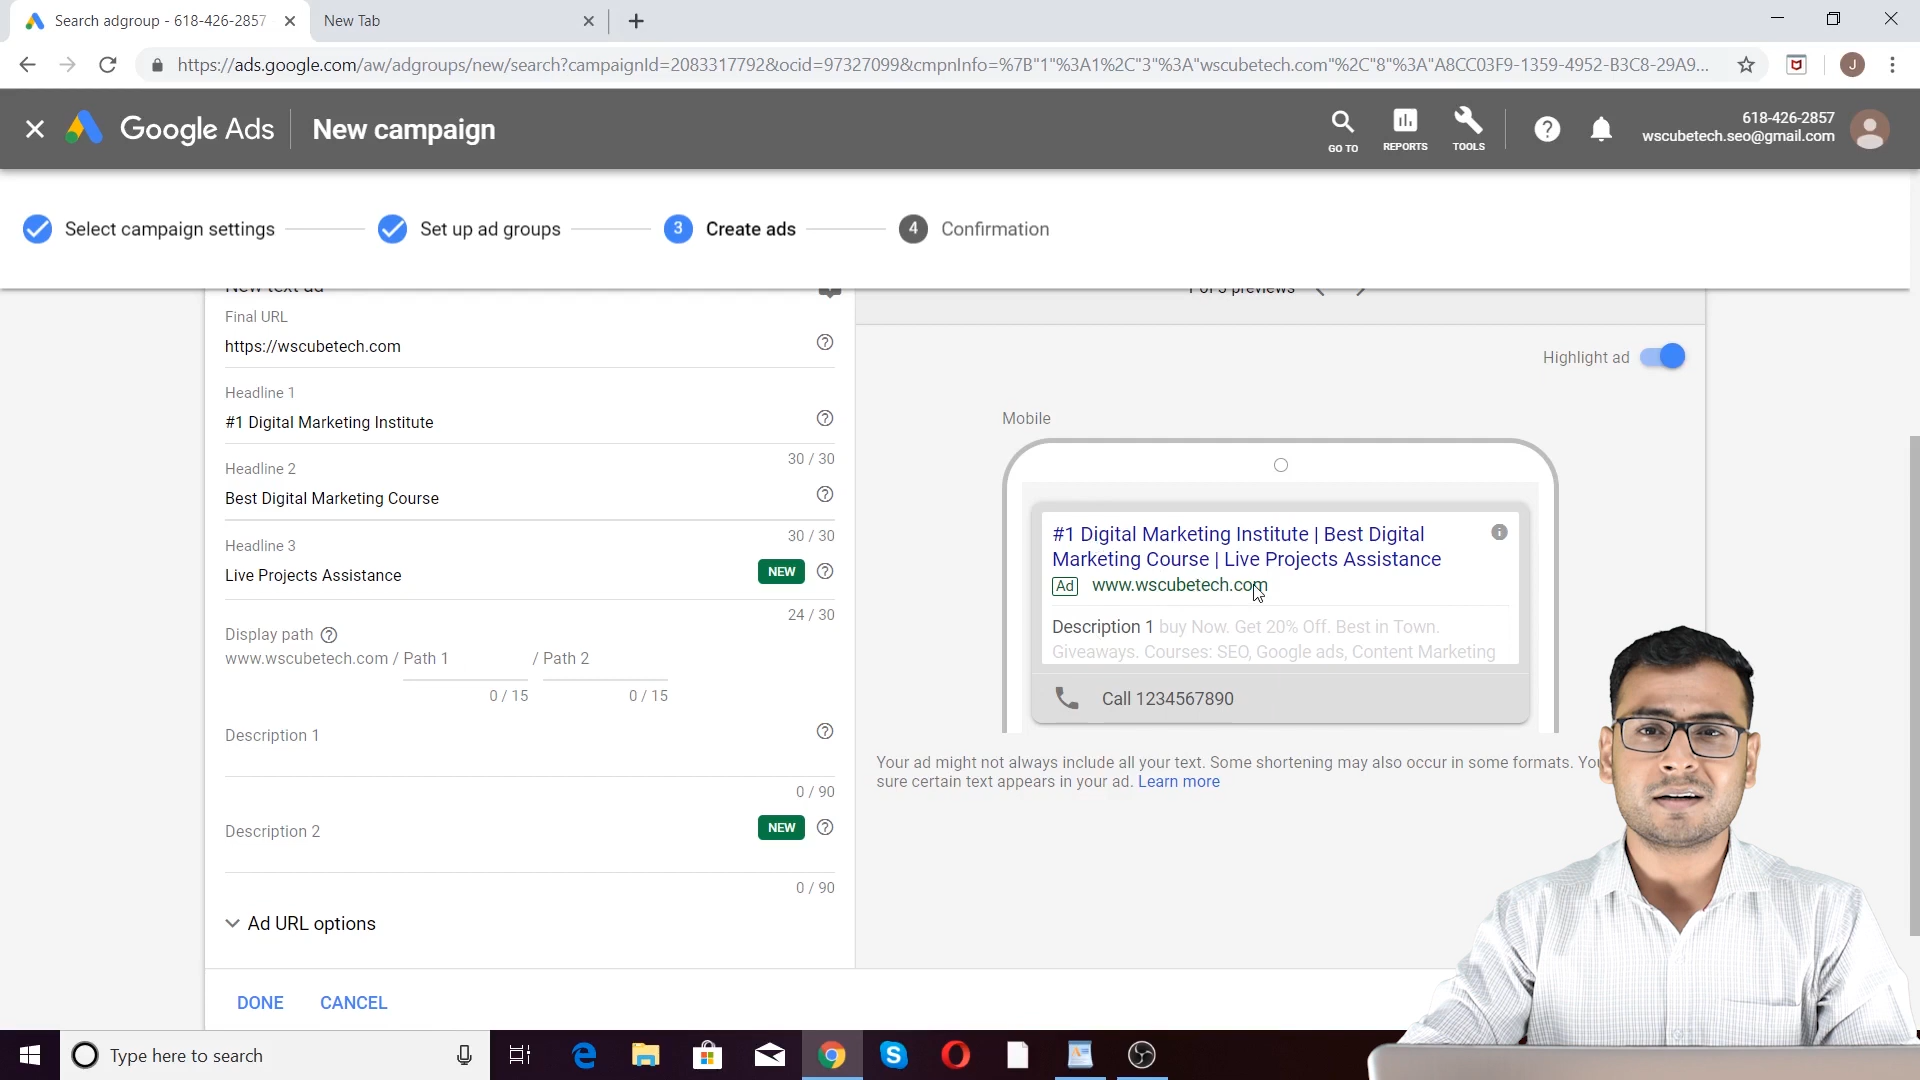 Search adgroup - 618-426-2857
New Tab
https://ads.google.com/aw/adgroups/new/search?campaignId=2083317792&ocid=97327099&cmpnInfo=%7B"1"%3A1%2C"3"%3A"wscubetech.com"%2C"8"%3A"A8CC03F9-1359-4952-B3C8-29A9...
J
Google Ads
New campaign
GO TO
REPORTS
TOOLS
618-426-2857
wscubetech.seo@gmail.com
Select campaign settings
Set up ad groups
3 Create ads
4 Confirmation
New text ad
1 of 5 previews
Final URL
https://wscubetech.com
Headline 1
#1 Digital Marketing Institute
30 / 30
Headline 2
Best Digital Marketing Course
30 / 30
Headline 3
Live Projects Assistance
NEW
24 / 30
Display path
www.wscubetech.com / Path 1 / Path 2
0 / 15
0 / 15
Description 1
0 / 90
Description 2
NEW
0 / 90
Ad URL options
DONE
CANCEL
Highlight ad
Mobile
#1 Digital Marketing Institute | Best Digital
Marketing Course | Live Projects Assistance
Ad www.wscubetech.com
Description 1 buy Now. Get 20% Off. Best in Town.
Giveaways. Courses: SEO, Google ads, Content Marketing
Call 1234567890
Your ad might not always include all your text. Some shortening may also occur in some formats.
sure certain text appears in your ad. Learn more
Type here to search